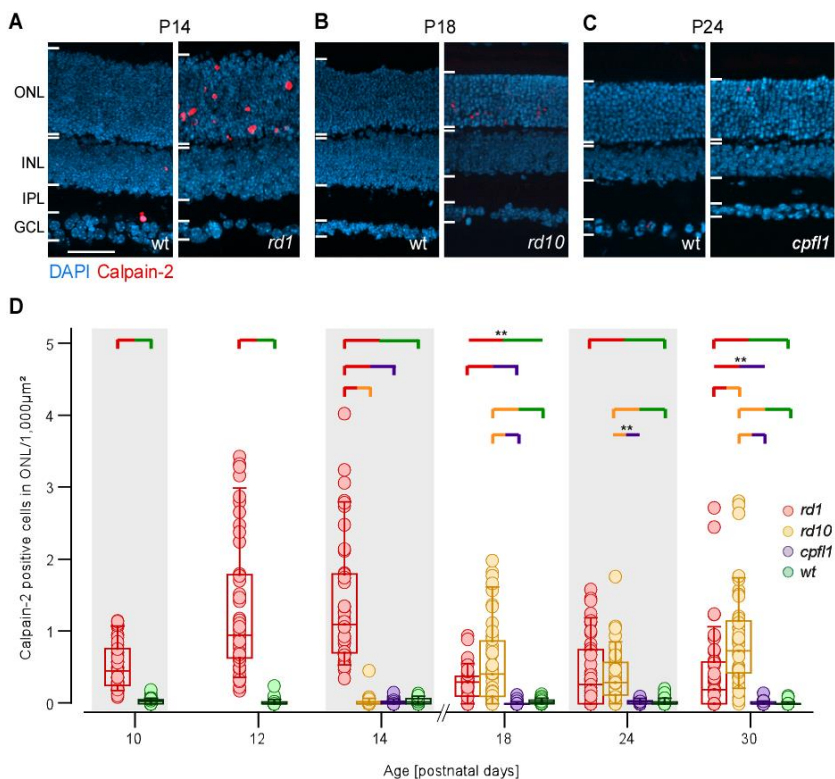 A P14 B P18 C P24
ONL
INL
IPL
GCL
wt rd1 wt rd10 wt cpfl1
DAPI Calpain-2
D
Calpain-2 positive cells in ONL/1,000µm²
5
4
3
2
1
0
**
**
**
rd1
rd10
cpfl1
wt
10 12 14 18 24 30
Age [postnatal days]